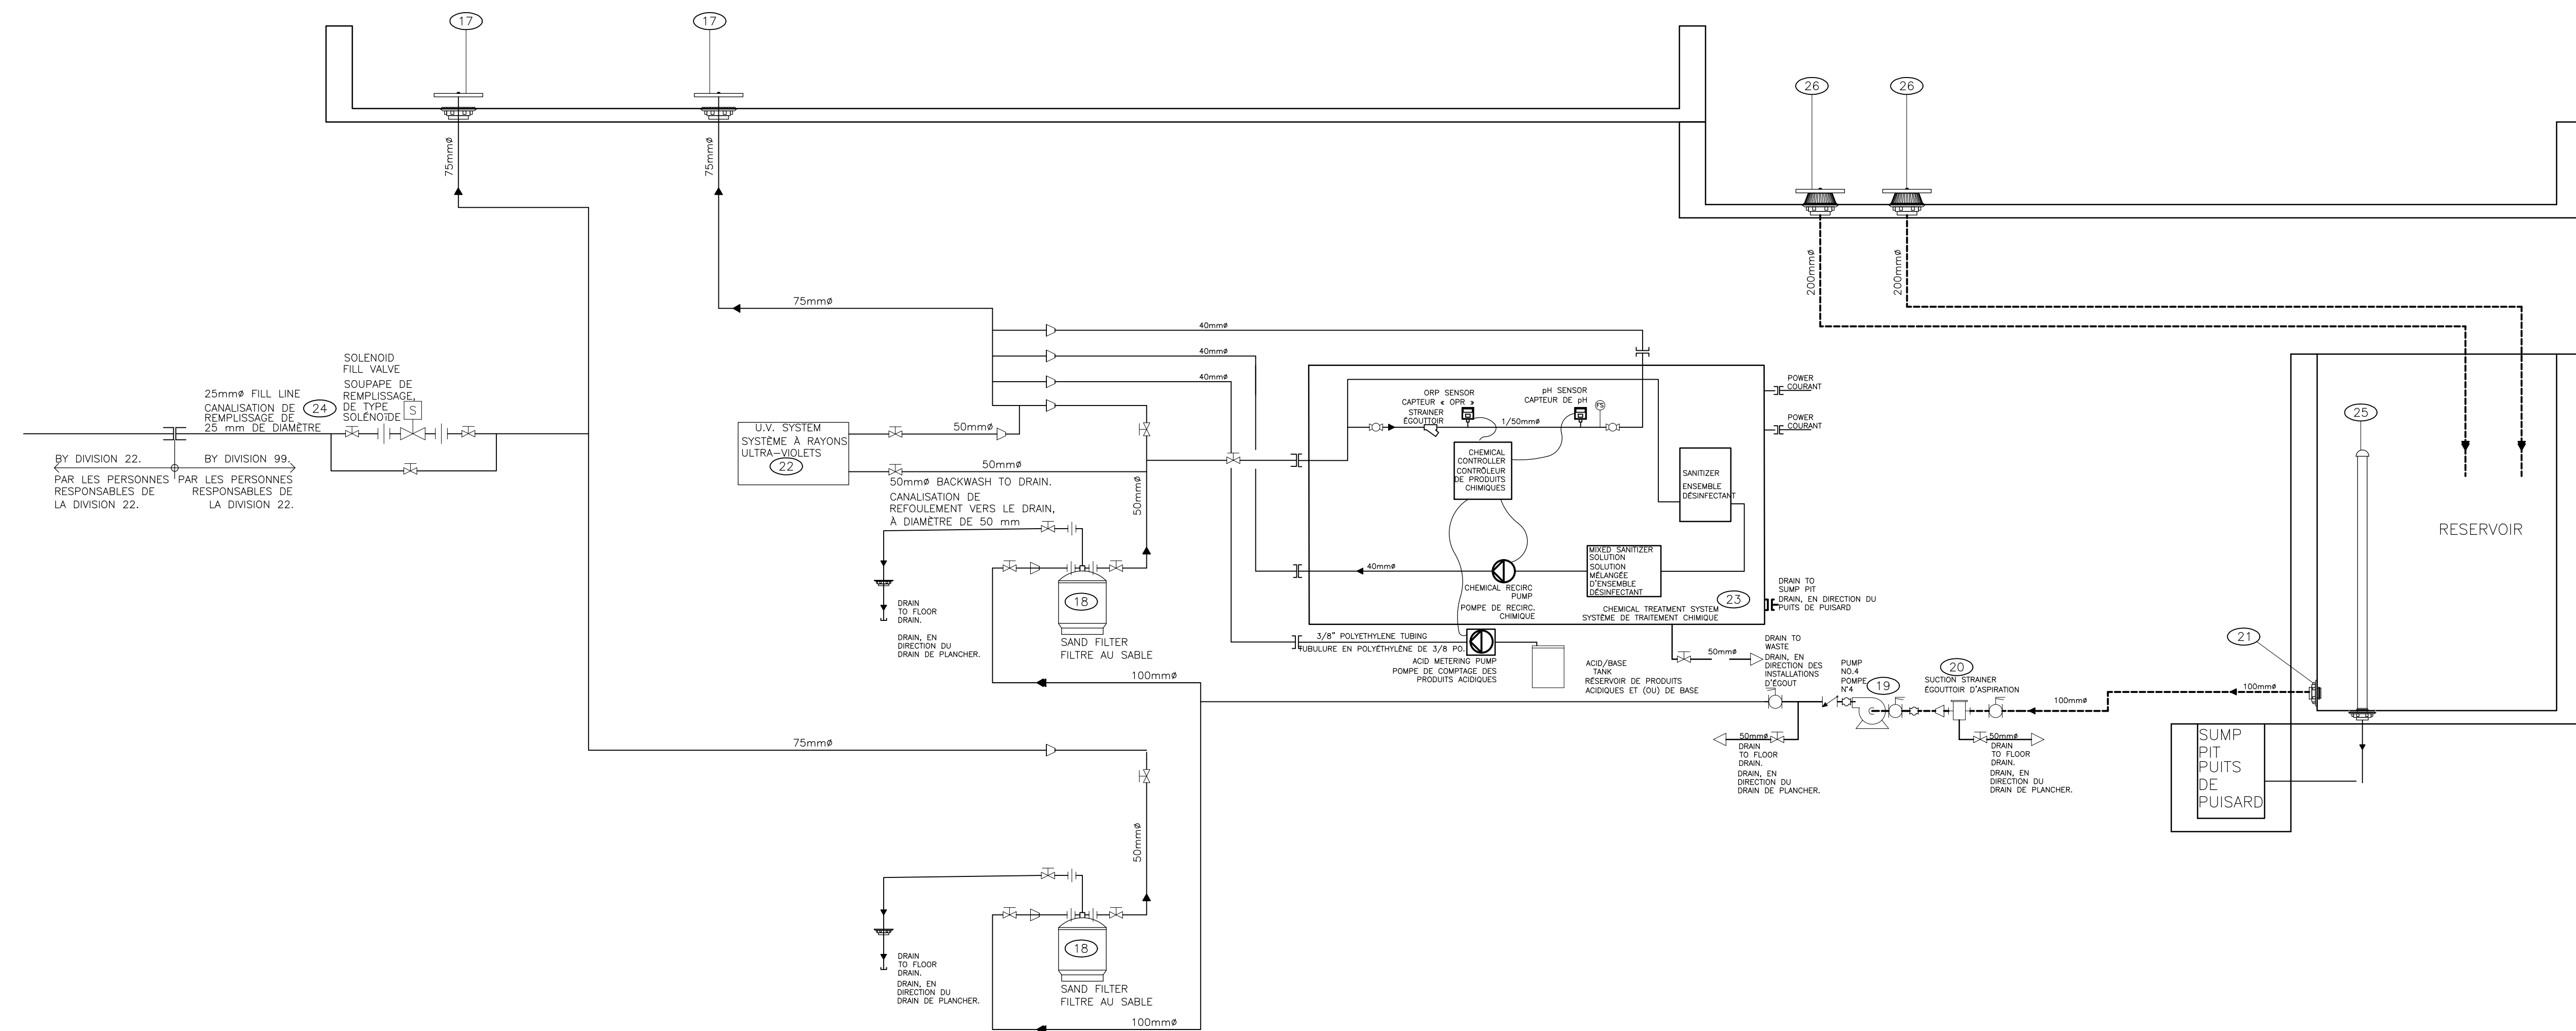 17
17
26
26
75mmø
75mmø
200mmø
200mmø
75mmø
40mmø
40mmø
40mmø
SOLENOID
FILL VALVE
SOUPAPE DE
REMPLISSAGE,
DE TYPE
SOLÉNOÏDE
S
25mmø FILL LINE
CANALISATION DE
REMPLISSAGE DE
25 mm DE DIAMÈTRE
24
BY DIVISION 22.
BY DIVISION 99.
PAR LES PERSONNES
RESPONSABLES DE
LA DIVISION 22.
PAR LES PERSONNES
RESPONSABLES DE
LA DIVISION 22.
U.V. SYSTEM
SYSTÈME À RAYONS
ULTRA-VIOLETS
22
50mmø
50mmø
50mmø BACKWASH TO DRAIN.
CANALISATION DE
REFOULEMENT VERS LE DRAIN,
À DIAMÈTRE DE 50 mm
50mmø
DRAIN
TO FLOOR
DRAIN.
DRAIN, EN
DIRECTION DU
DRAIN DE PLANCHER.
18
SAND FILTER
FILTRE AU SABLE
100mmø
75mmø
50mmø
DRAIN
TO FLOOR
DRAIN.
DRAIN, EN
DIRECTION DU
DRAIN DE PLANCHER.
18
SAND FILTER
FILTRE AU SABLE
100mmø
ORP SENSOR
CAPTEUR « OPR »
STRAINER
ÉGOUTTOIR
pH SENSOR
CAPTEUR DE pH
FS
1/50mmø
CHEMICAL
CONTROLLER
CONTRÔLEUR
DE PRODUITS
CHIMIQUES
SANITIZER
ENSEMBLE
DÉSINFECTANT
MIXED SANITIZER
SOLUTION
SOLUTION
MÉLANGÉE
D'ENSEMBLE
DÉSINFECTANT
40mmø
CHEMICAL RECIRC
PUMP
POMPE DE RECIRC.
CHIMIQUE
23
CHEMICAL TREATMENT SYSTEM
SYSTÈME DE TRAITEMENT CHIMIQUE
POWER
COURANT
POWER
COURANT
DRAIN TO
SUMP PIT
DRAIN, EN DIRECTION DU
PUITS DE PUISARD
3/8" POLYETHYLENE TUBING
TUBULURE EN POLYÉTHYLÈNE DE 3/8 PO.
ACID METERING PUMP
POMPE DE COMPTAGE DES
PRODUITS ACIDIQUES
ACID/BASE
TANK
RÉSERVOIR DE PRODUITS
ACIDIQUES ET (OU) DE BASE
50mmø
DRAIN TO
WASTE
DRAIN, EN
DIRECTION DES
INSTALLATIONS
D'ÉGOUT
PUMP
NO.4
POMPE
N°4
19
20
SUCTION STRAINER
ÉGOUTTOIR D'ASPIRATION
100mmø
100mmø
21
50mmø
DRAIN
TO FLOOR
DRAIN.
DRAIN, EN
DIRECTION DU
DRAIN DE PLANCHER.
50mmø
DRAIN
TO FLOOR
DRAIN.
DRAIN, EN
DIRECTION DU
DRAIN DE PLANCHER.
25
RESERVOIR
SUMP
PIT
PUITS
DE
PUISARD